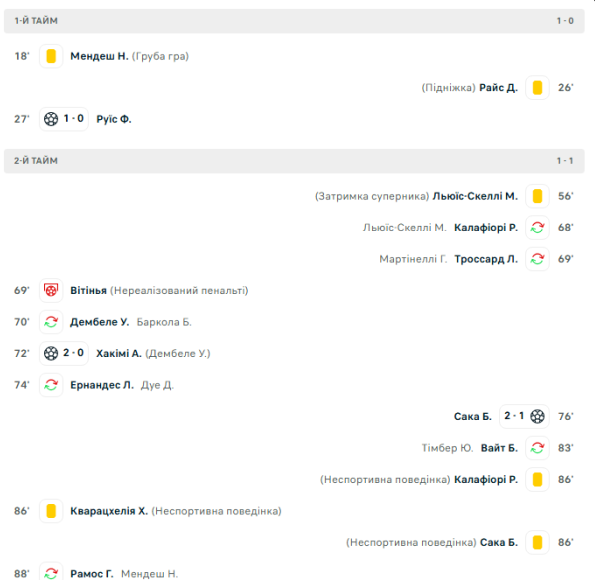 1-Й ТАЙМ 1 - 0
18' Мендеш Н. (Груба гра)
(Підніжка) Райс Д. 26'
27' 1 - 0 Руїс Ф.
2-Й ТАЙМ 1 - 1
(Затримка суперника) Льюїс-Скеллі М. 56'
Льюїс-Скеллі М. Калафіорі Р. 68'
Мартінеллі Г. Троссард Л. 69'
69' Вітінья (Нереалізований пенальті)
70' Дембеле У. Баркола Б.
72' 2 - 0 Хакімі А. (Дембеле У.)
74' Ернандес Л. Дуе Д.
Сака Б. 2 - 1 76'
Тімбер Ю. Вайт Б. 83'
(Неспортивна поведінка) Калафіорі Р. 86'
86' Кварацхелія Х. (Неспортивна поведінка)
(Неспортивна поведінка) Сака Б. 86'
88' Рамос Г. Мендеш Н.